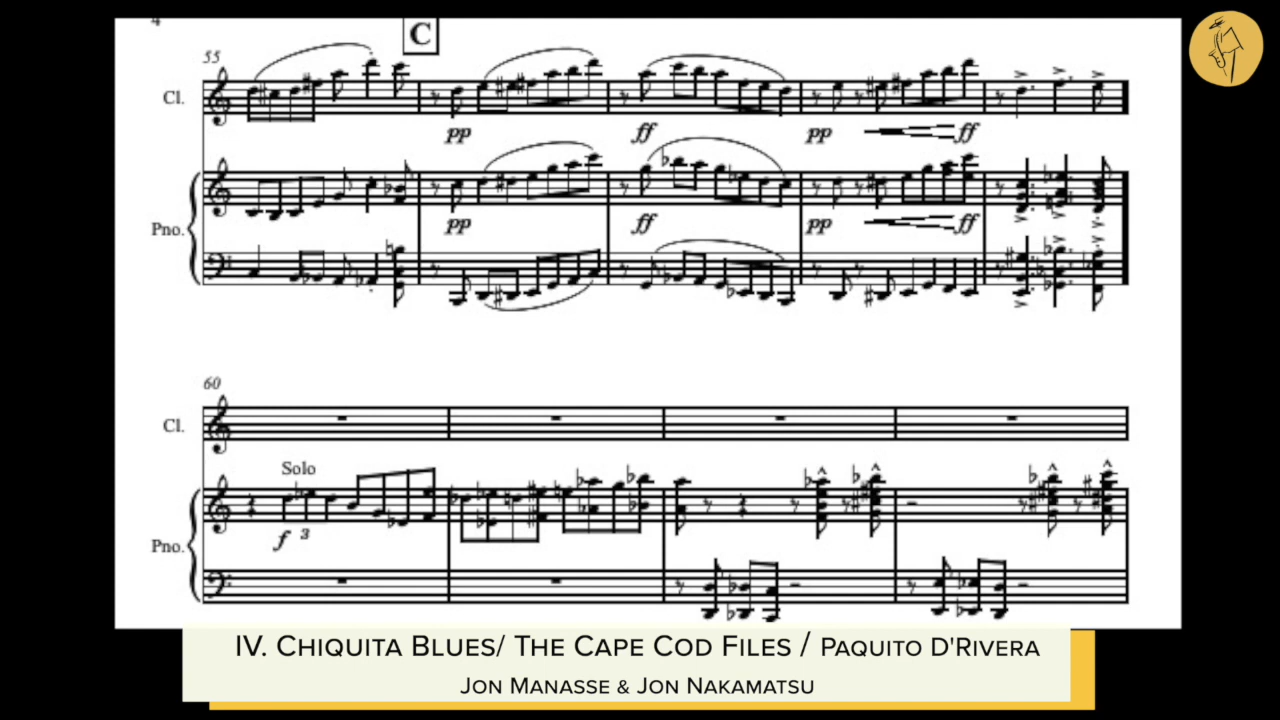 4
55
C
Cl.
pp ff pp ff
Pno.
pp ff pp ff
60
Cl.
Solo
f 3
Pno.
IV. Chiquita Blues/ The Cape Cod Files / Paquito D'Rivera
Jon Manasse & Jon Nakamatsu